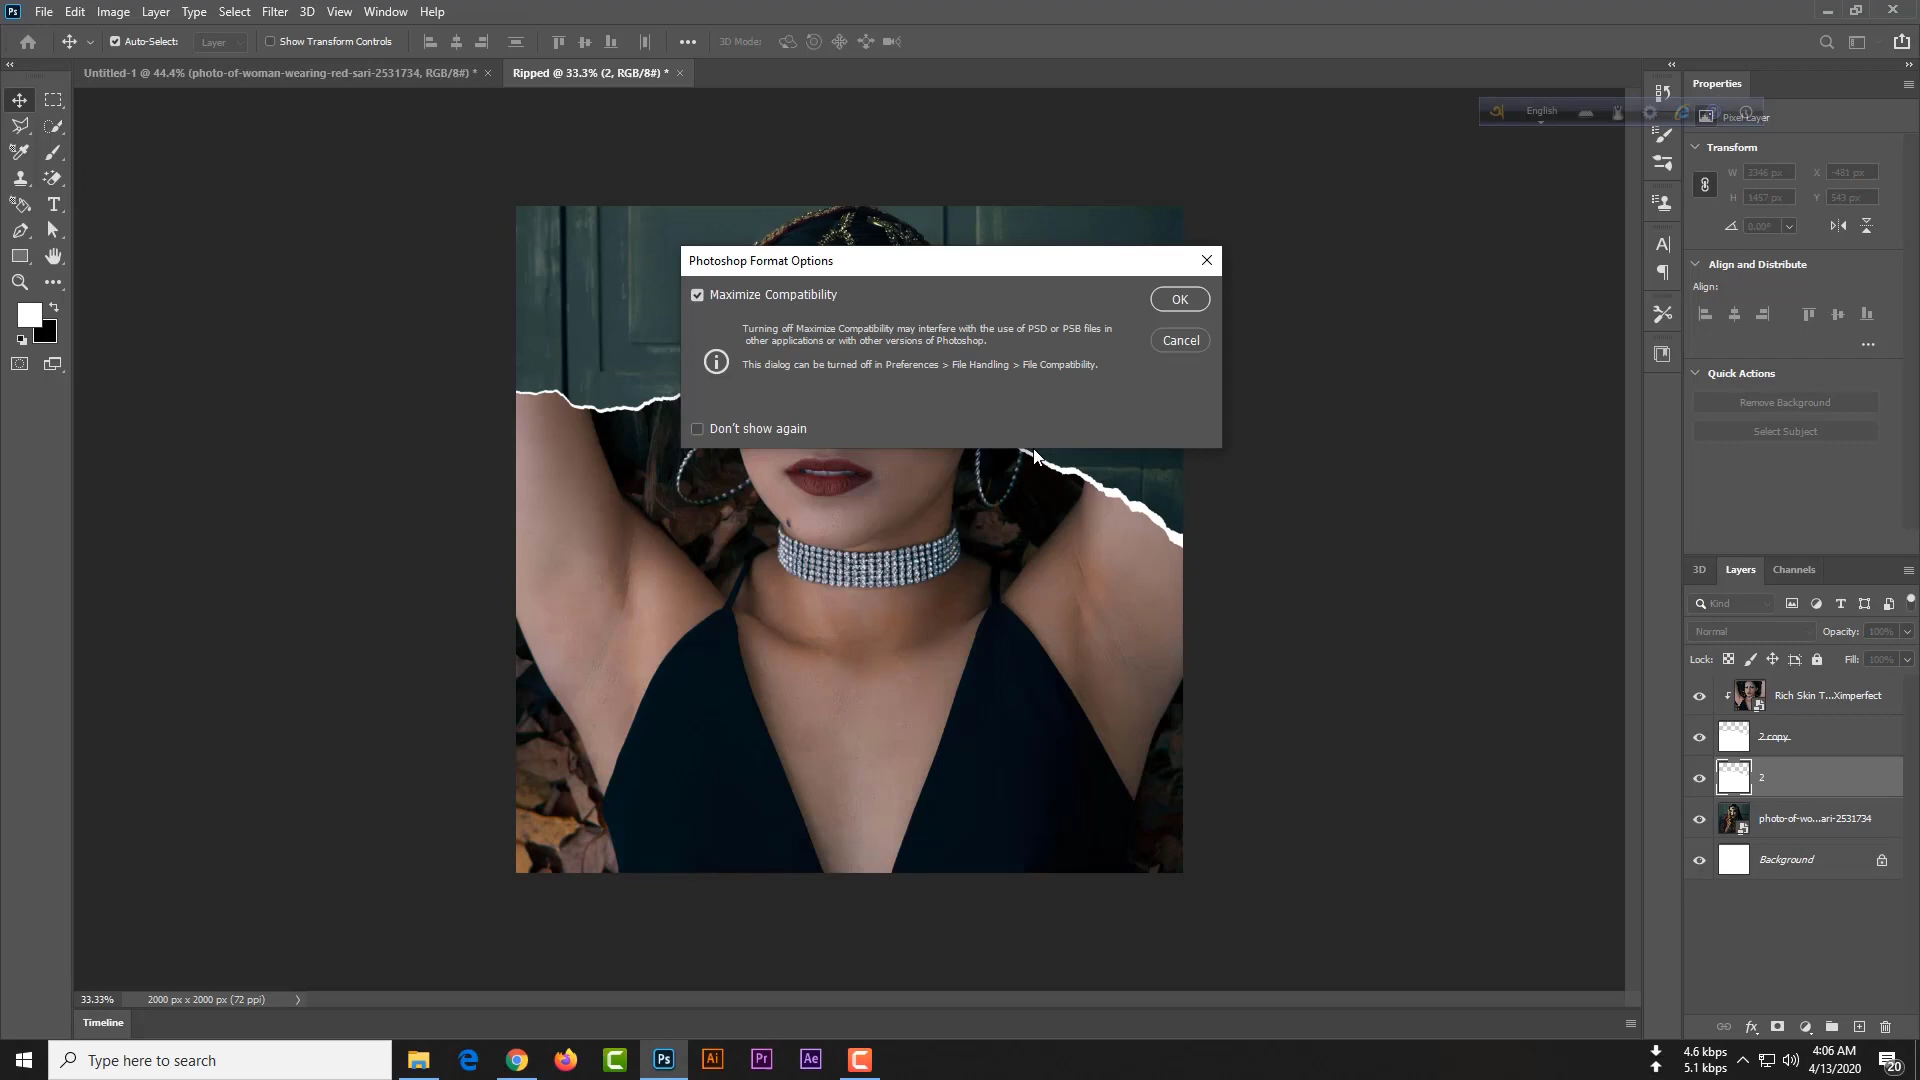 Ps File Edit Image Layer Type Select Filter 3D View Window Help
Auto-Select: Layer Show Transform Controls 3D Mode:
Untitled-1 @ 44.4% (photo-of-woman-wearing-red-sari-2531734, RGB/8#) * Ripped @ 33.3% (2, RGB/8#) *
English
Properties
Pixel Layer
Transform
W 3346 px X -481 px
H 1457 px Y 543 px
0.00°
Align and Distribute
Align:
Quick Actions
Remove Background
Select Subject
Photoshop Format Options
Maximize Compatibility
OK
Turning off Maximize Compatibility may interfere with the use of PSD or PSB files in
other applications or with other versions of Photoshop.
Cancel
This dialog can be turned off in Preferences > File Handling > File Compatibility.
Don't show again
3D Layers Channels
Kind
Normal Opacity: 100%
Lock: Fill: 100%
Rich Skin T...Ximperfect
2 copy
2
photo-of-wo...ari-2531734
Background
fx
33.33% 2000 px x 2000 px (72 ppi)
Timeline
Type here to search
Ps Ai Pr Ae
4.6 kbps
5.1 kbps
4:06 AM
4/13/2020
20